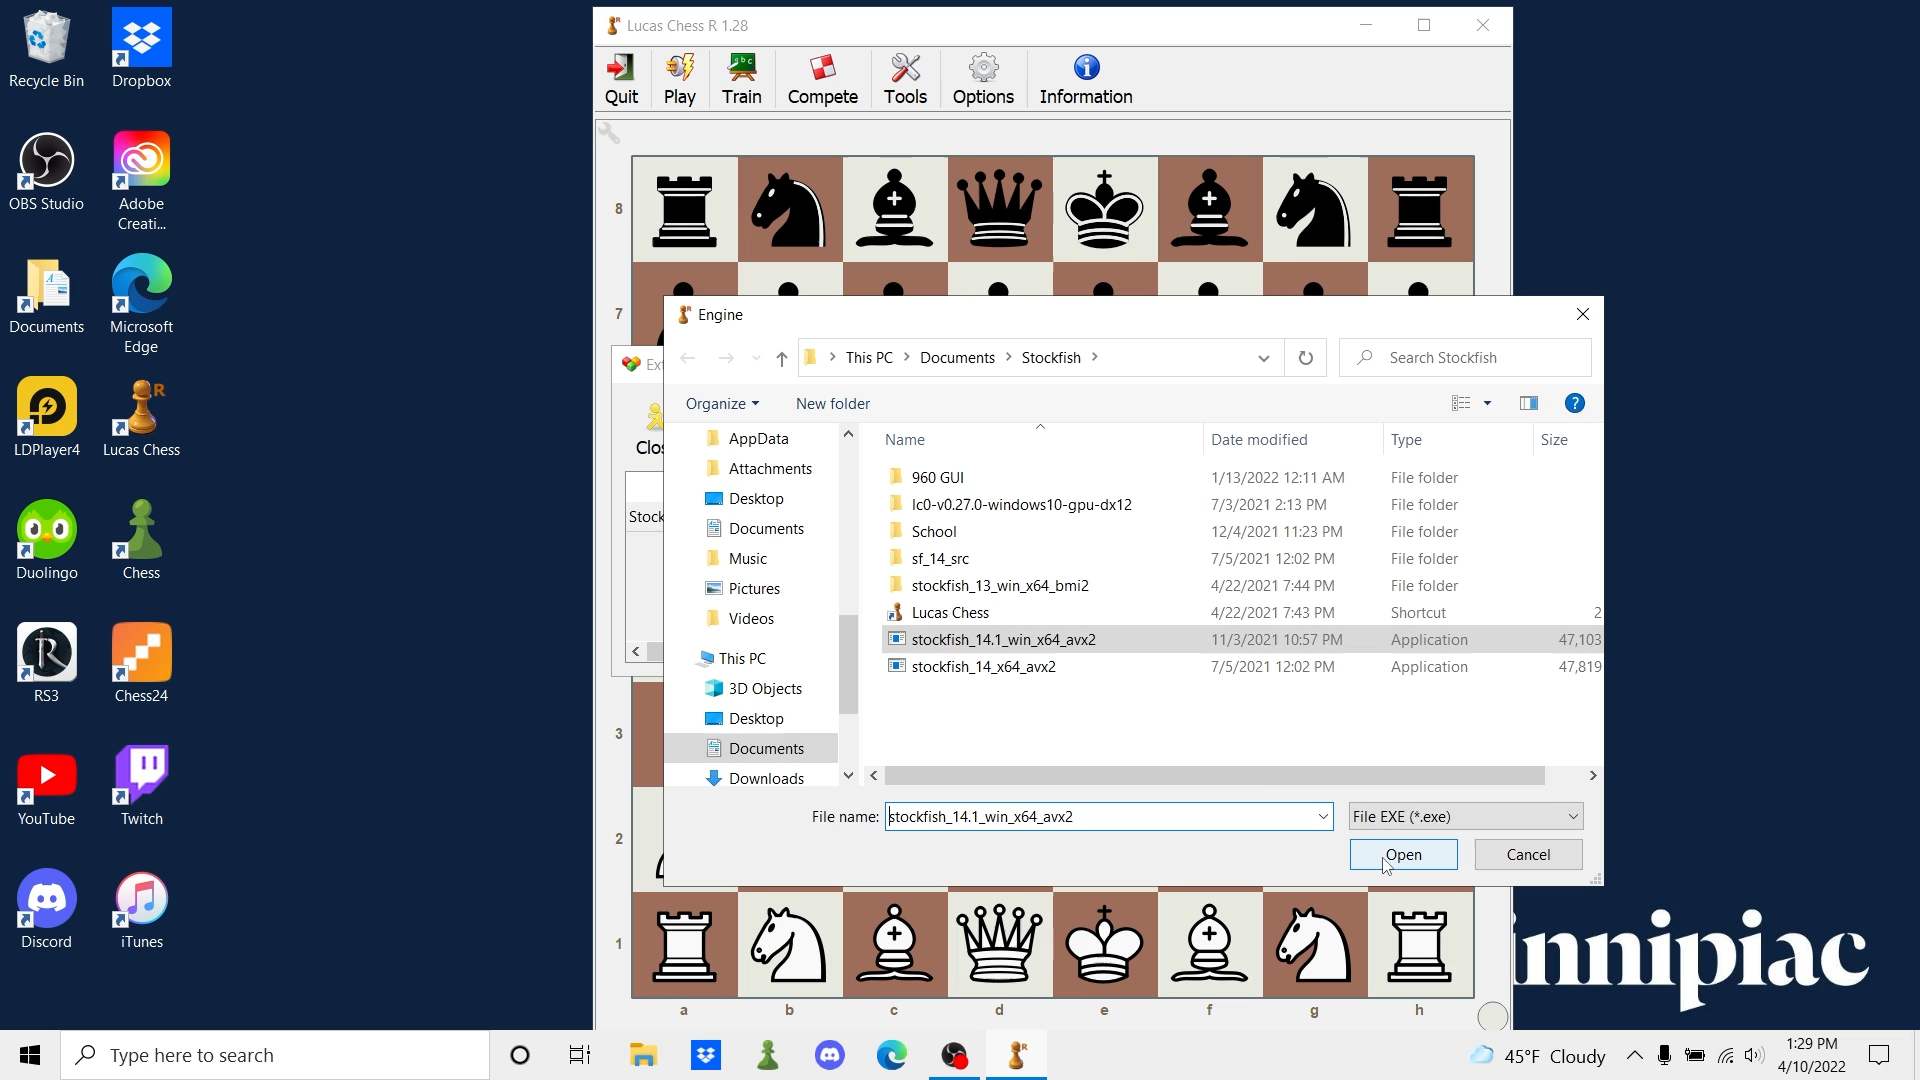 Recycle Bin
Dropbox
OBS Studio
Adobe
Creati...
Documents
Microsoft
Edge
LDPlayer4
Lucas Chess
R
Duolingo
Chess
RS3
Chess24
YouTube
Twitch
Discord
iTunes
Lucas Chess R 1.28
Quit
Play
Train
Compete
Tools
Options
Information
8
7
3
2
1
a b c d e f g h
Ext
Clos
Stock
Engine
This PC > Documents > Stockfish >
Search Stockfish
Organize
New folder
AppData
Attachments
Desktop
Documents
Music
Pictures
Videos
This PC
3D Objects
Desktop
Documents
Downloads
Name Date modified Type Size
960 GUI 1/13/2022 12:11 AM File folder
lc0-v0.27.0-windows10-gpu-dx12 7/3/2021 2:13 PM File folder
School 12/4/2021 11:23 PM File folder
sf_14_src 7/5/2021 12:02 PM File folder
stockfish_13_win_x64_bmi2 4/22/2021 7:44 PM File folder
Lucas Chess 4/22/2021 7:43 PM Shortcut 2
stockfish_14.1_win_x64_avx2 11/3/2021 10:57 PM Application 47,103
stockfish_14_x64_avx2 7/5/2021 12:02 PM Application 47,819
File name: stockfish_14.1_win_x64_avx2
File EXE (*.exe)
Open
Cancel
innipiac
Type here to search
45°F Cloudy
1:29 PM
4/10/2022